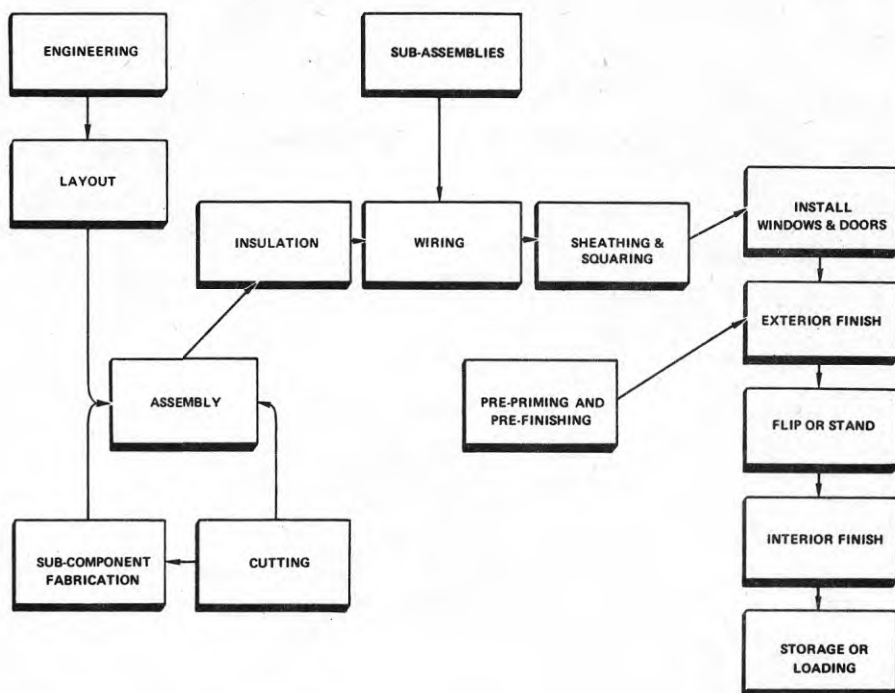 ENGINEERING
SUB-ASSEMBLIES
LAYOUT
INSULATION
WIRING
SHEATHING &
SQUARING
INSTALL
WINDOWS & DOORS
EXTERIOR FINISH
ASSEMBLY
PRE-PRIMING AND
PRE-FINISHING
FLIP OR STAND
SUB-COMPONENT
FABRICATION
CUTTING
INTERIOR FINISH
STORAGE OR
LOADING